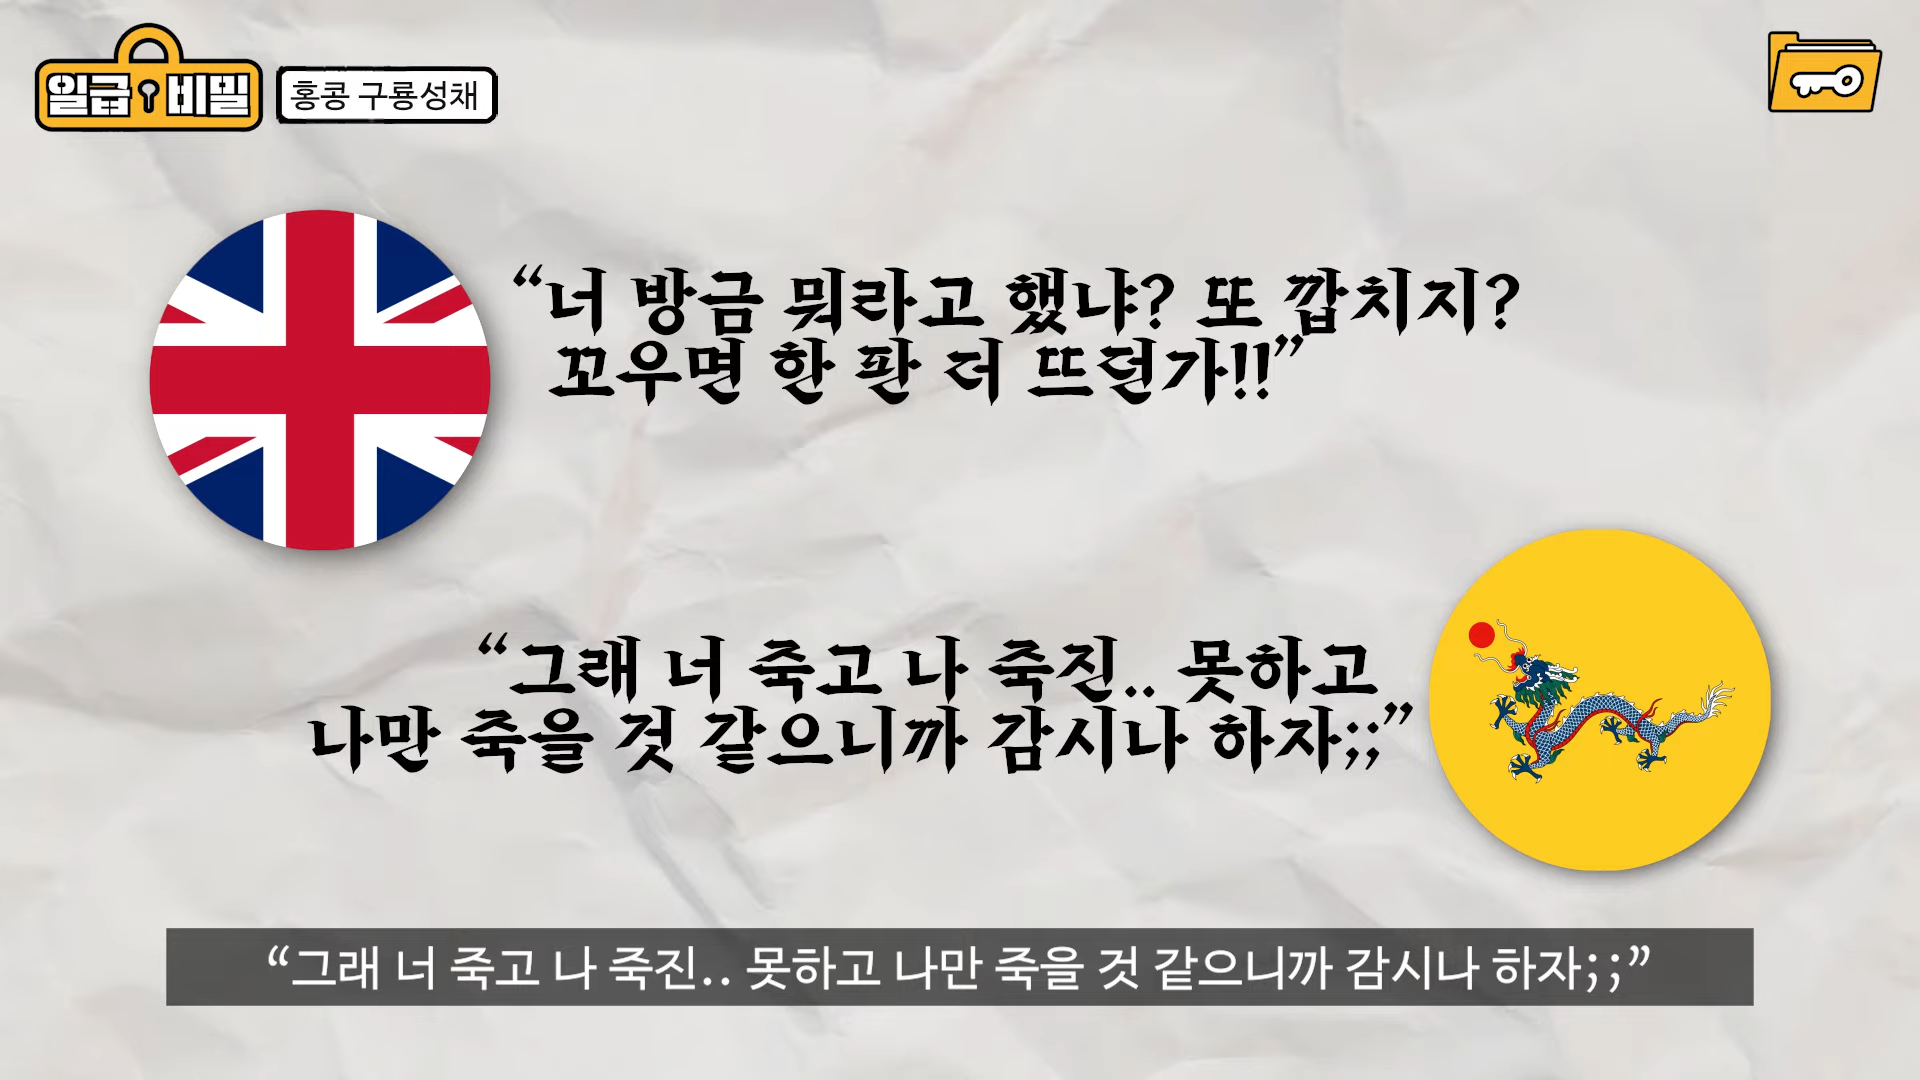 일급비밀
홍콩 구룡성채
“너 방금 뭐라고 했냐? 또 깝치지?
꼬우면 한 판 더 뜨던가!!”
“그래 너 죽고 나 죽진.. 못하고
나만 죽을 것 같으니까 감시나 하자;;”
“그래 너 죽고 나 죽진.. 못하고 나만 죽을 것 같으니까 감시나 하자;;”